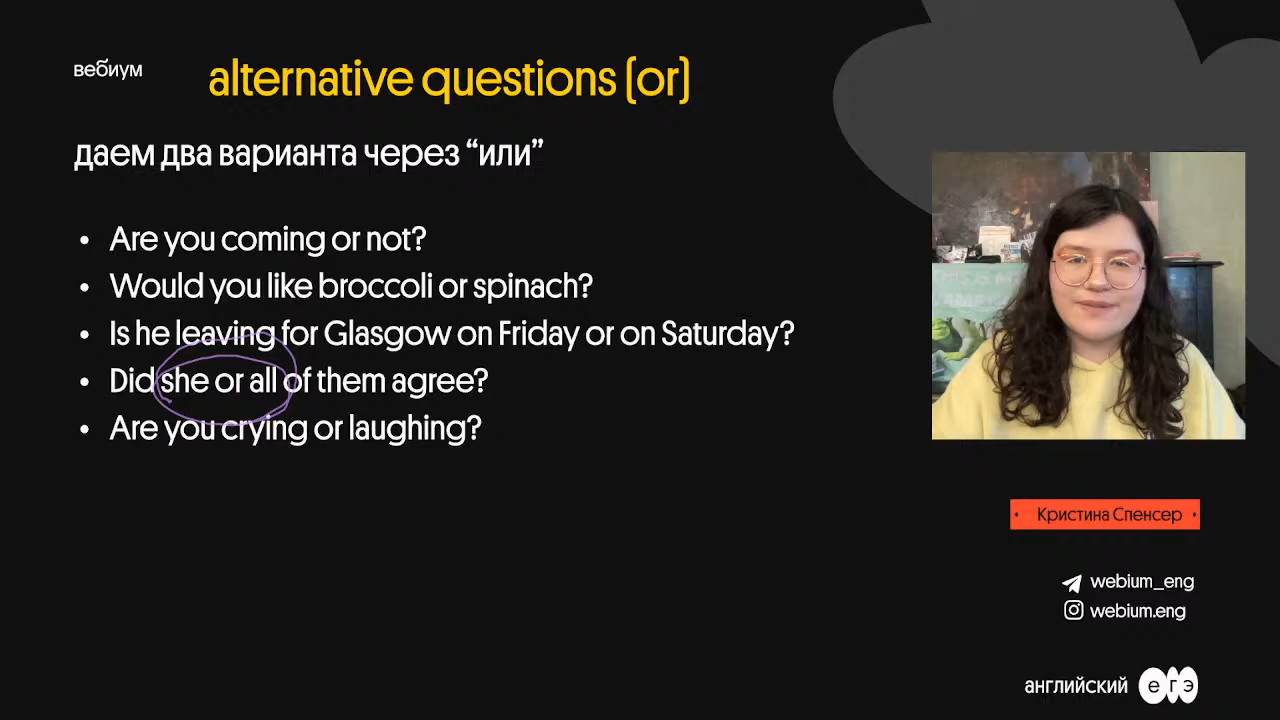 вебиум
alternative questions (or)
даем два варианта через “или”
• Are you coming or not?
• Would you like broccoli or spinach?
• Is he leaving for Glasgow on Friday or on Saturday?
• Did she or all of them agree?
• Are you crying or laughing?
THIS IS M
• Кристина Спенсер •
webium_eng
webium.eng
английский егэ